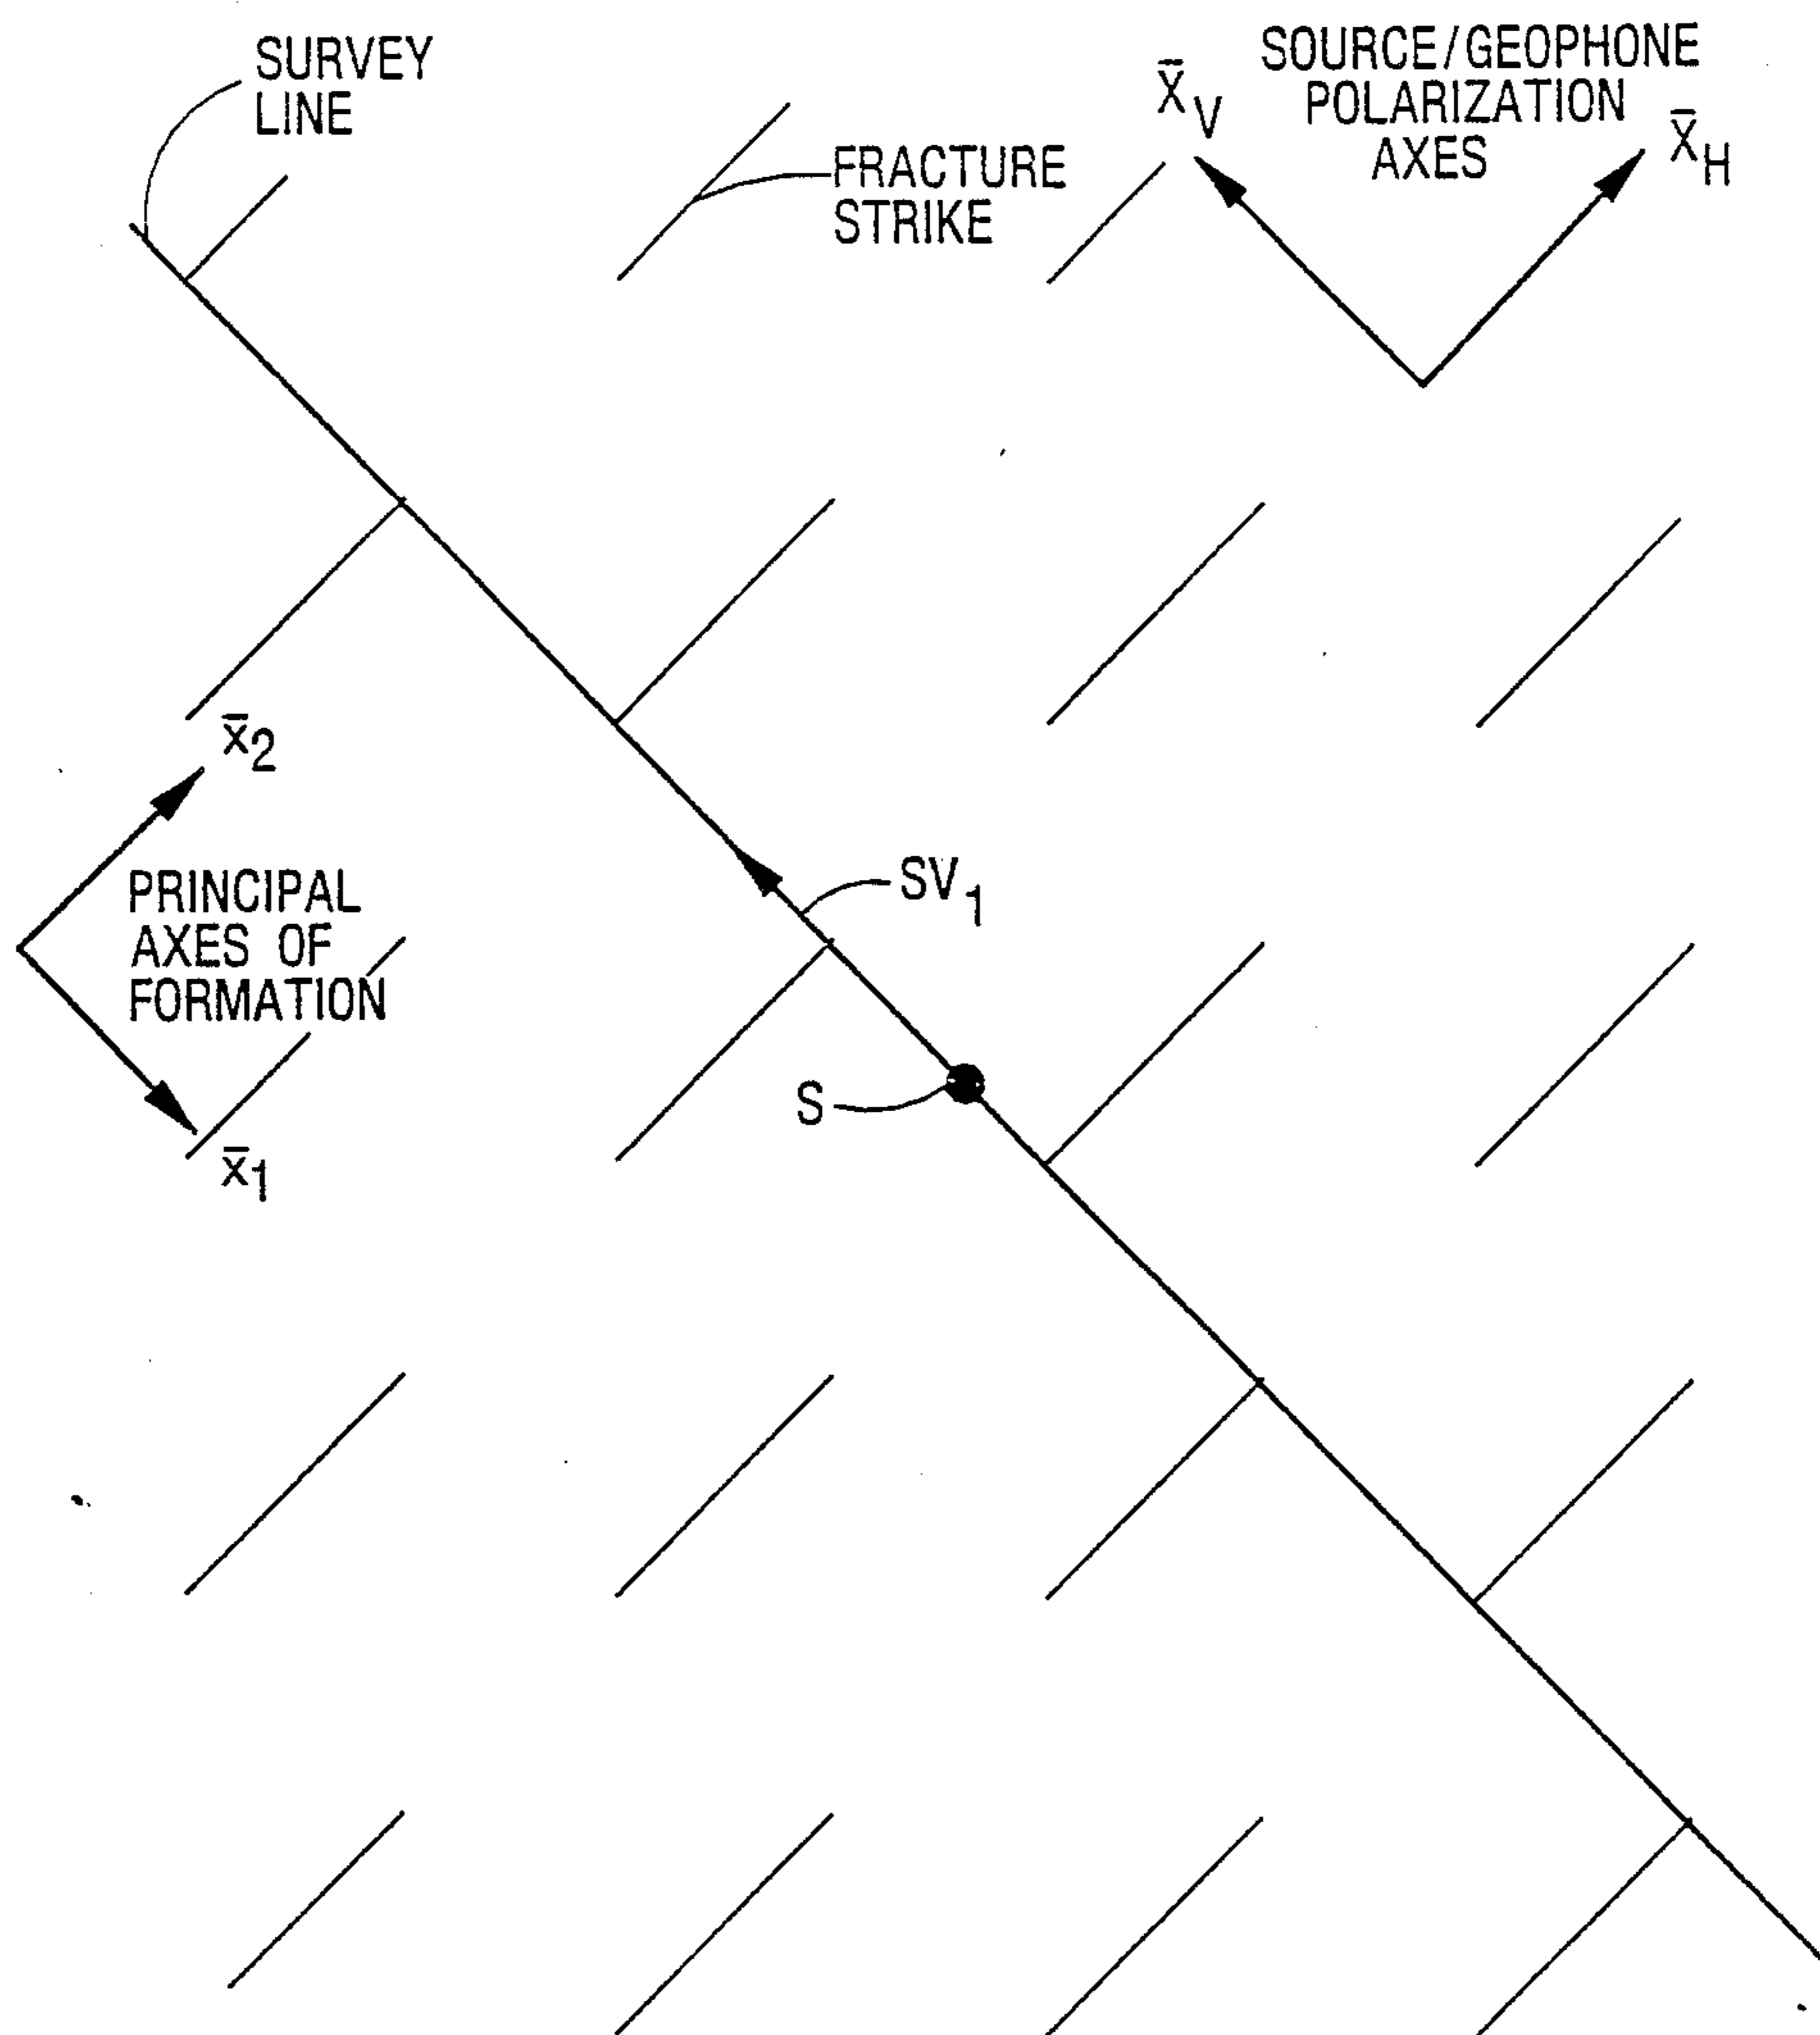 SURVEY
LINE
FRACTURE
STRIKE
SOURCE/GEOPHONE
POLARIZATION
AXES
X̄V
X̄H
x̄2
PRINCIPAL
AXES OF
FORMATION
x̄1
SV1
S